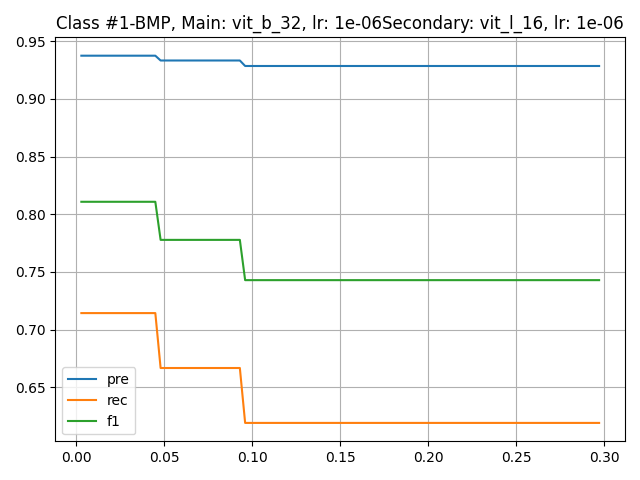 Class #1-BMP, Main: vit_b_32, lr: 1e-06Secondary: vit_l_16, lr: 1e-06
0.95
0.90
0.85
0.80
0.75
0.70
0.65
pre
rec
f1
0.00 0.05 0.10 0.15 0.20 0.25 0.30